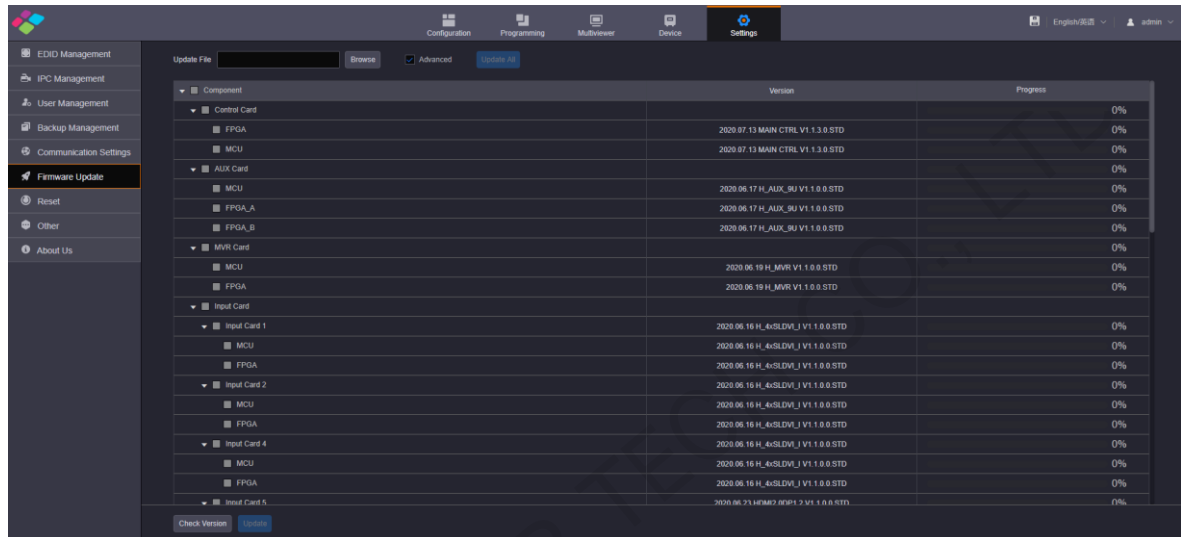 Configuration Programming Multiviewer Device Settings English/英语 admin
EDID Management
IPC Management
User Management
Backup Management
Communication Settings
Firmware Update
Reset
Other
About Us
Update File Browse Advanced Update All
Component Version Progress
Control Card 0%
FPGA 2020.07.13 MAIN CTRL V1.1.3.0.STD 0%
MCU 2020.07.13 MAIN CTRL V1.1.3.0.STD 0%
AUX Card 0%
MCU 2020.06.17 H_AUX_9U V1.1.0.0.STD 0%
FPGA_A 2020.06.17 H_AUX_9U V1.1.0.0.STD 0%
FPGA_B 2020.06.17 H_AUX_9U V1.1.0.0.STD 0%
MVR Card 0%
MCU 2020.06.19 H_MVR V1.1.0.0.STD 0%
FPGA 2020.06.19 H_MVR V1.1.0.0.STD 0%
Input Card
Input Card 1 2020.06.16 H_4xSLDVI_I V1.1.0.0.STD 0%
MCU 2020.06.16 H_4xSLDVI_I V1.1.0.0.STD 0%
FPGA 2020.06.16 H_4xSLDVI_I V1.1.0.0.STD 0%
Input Card 2 2020.06.16 H_4xSLDVI_I V1.1.0.0.STD 0%
MCU 2020.06.16 H_4xSLDVI_I V1.1.0.0.STD 0%
FPGA 2020.06.16 H_4xSLDVI_I V1.1.0.0.STD 0%
Input Card 4 2020.06.16 H_4xSLDVI_I V1.1.0.0.STD 0%
MCU 2020.06.16 H_4xSLDVI_I V1.1.0.0.STD 0%
FPGA 2020.06.16 H_4xSLDVI_I V1.1.0.0.STD 0%
Input Card 5 2020.06.23 HDMI2.0DP1.2 V1.1.0.0.STD 0%
Check Version Update